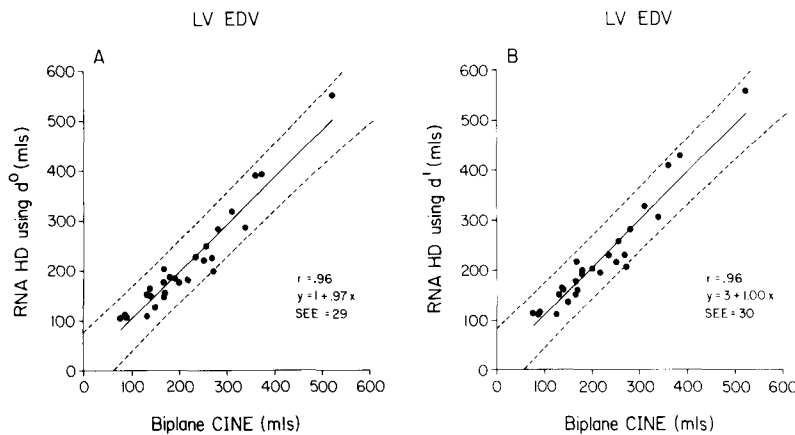 LV EDV
A
RNA HD using d⁰ (mls)
600
500
400
300
200
100
0
0 100 200 300 400 500 600
Biplane CINE (mls)
r = .96
y = 1 + .97 x
SEE = 29
LV EDV
B
RNA HD using d' (mls)
600
500
400
300
200
100
0
0 100 200 300 400 500 600
Biplane CINE (mls)
r = .96
y = 3 + 1.00 x
SEE = 30